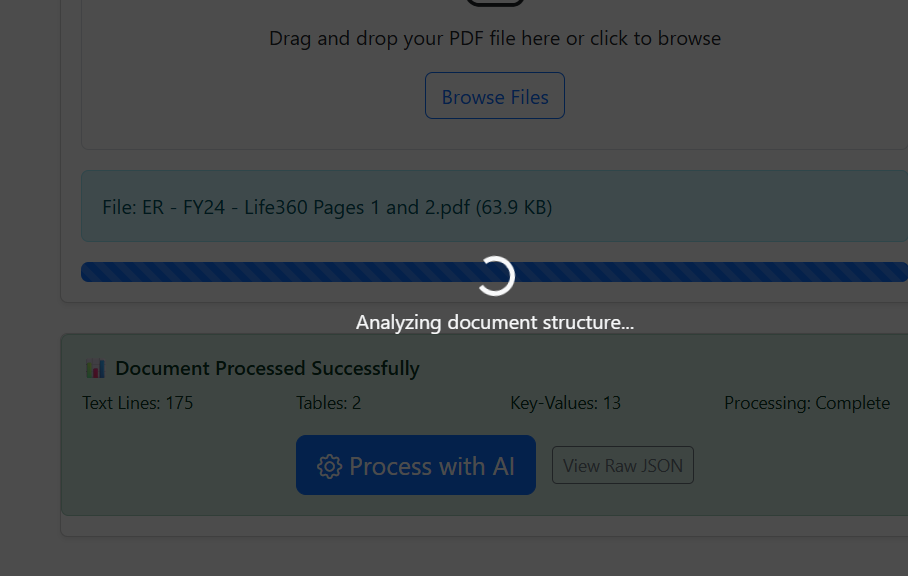 Drag and drop your PDF file here or click to browse
Browse Files
File: ER - FY24 - Life360 Pages 1 and 2.pdf (63.9 KB)
Analyzing document structure...
Document Processed Successfully
Text Lines: 175 Tables: 2 Key-Values: 13 Processing: Complete
Process with AI View Raw JSON